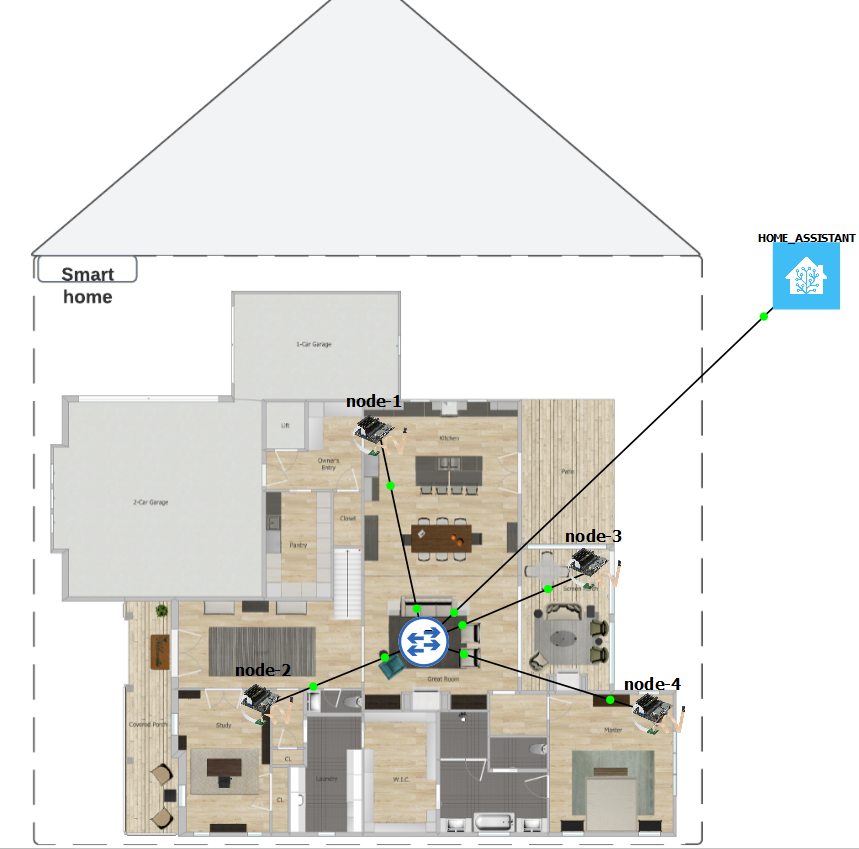 HOME_ASSISTANT
Smart
home
1-Car Garage
node-1
Lift
Kitchen
Owner's
Entry
Patio
2-Car Garage
Closet
node-3
Pantry
Screen Porch
node-2
Great Room
node-4
Covered Porch
Study
Master
CL
Laundry
W.I.C.
CL